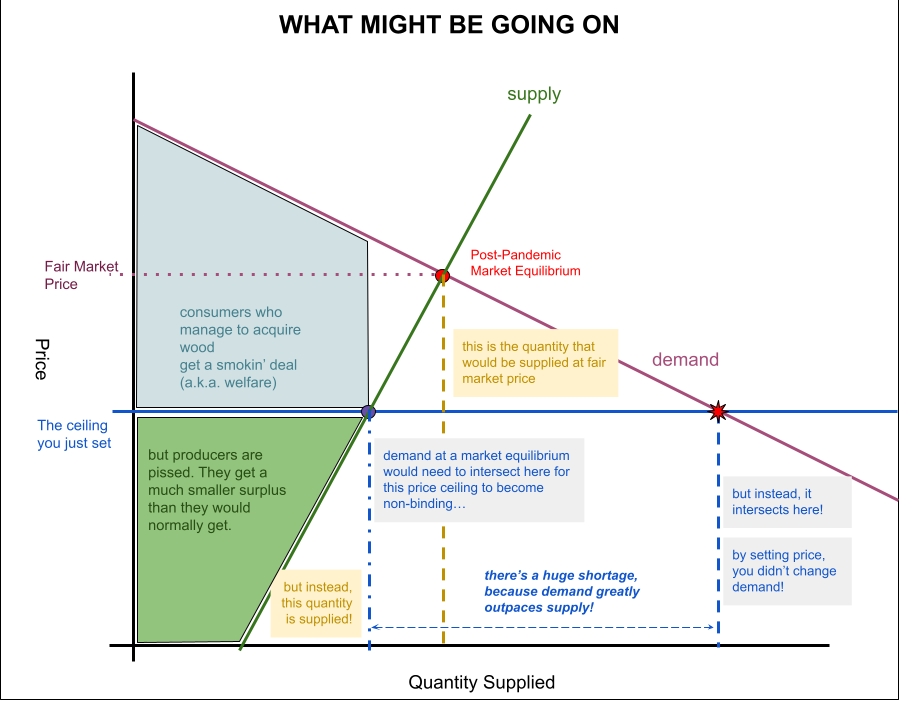 WHAT MIGHT BE GOING ON
supply
Post-Pandemic
Market Equilibrium
Fair Market
Price
consumers who
manage to acquire
wood
get a smokin’ deal
(a.k.a. welfare)
this is the quantity that
would be supplied at fair
market price
demand
Price
The ceiling
you just set
but producers are
pissed. They get a
much smaller surplus
than they would
normally get.
demand at a market equilibrium
would need to intersect here for
this price ceiling to become
non-binding…
but instead, it
intersects here!
by setting price,
you didn’t change
demand!
but instead,
this quantity
is supplied!
there’s a huge shortage,
because demand greatly
outpaces supply!
Quantity Supplied